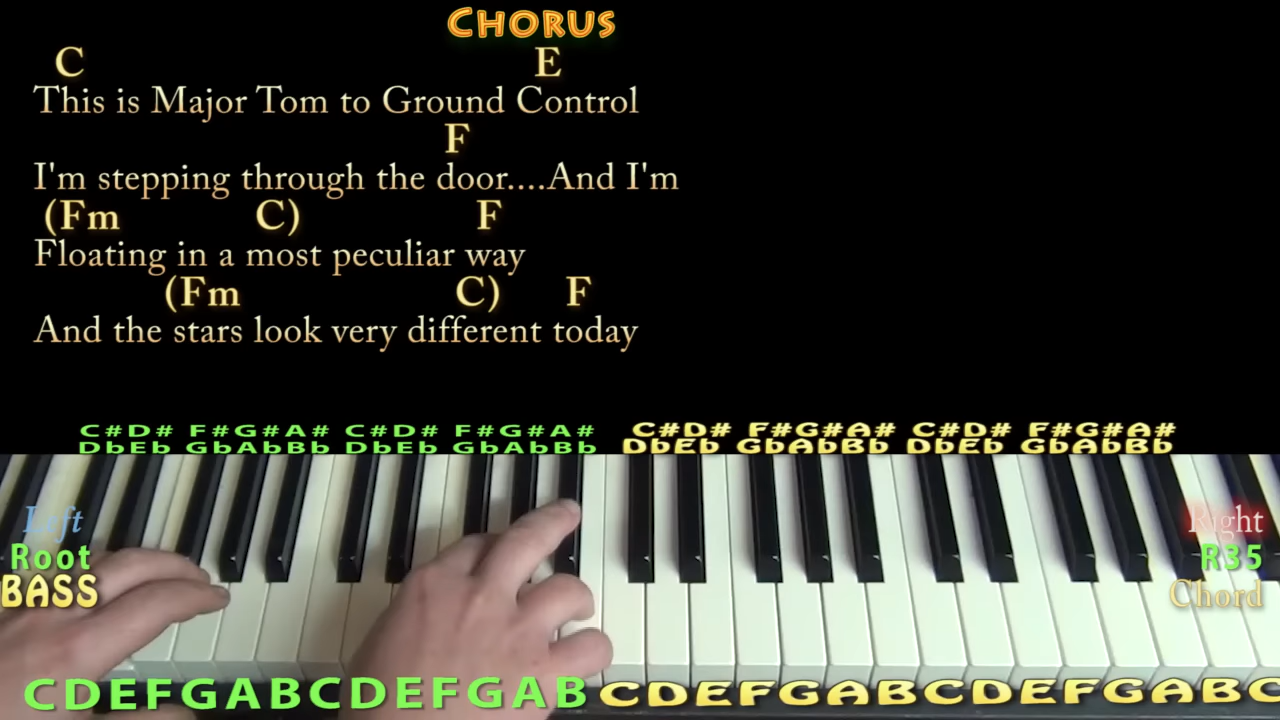 CHORUS
C E
This is Major Tom to Ground Control
F
I'm stepping through the door....And I'm
(Fm C) F
Floating in a most peculiar way
(Fm C) F
And the stars look very different today
C#D# F#G#A# C#D# F#G#A# C#D# F#G#A# C#D# F#G#A#
DbEb GbAbBb DbEb GbAbBb DbEb GbAbBb DbEb GbAbBb
Left
Root
BASS
Right
R35
Chord
CDEFGABCDEFGAB CDEFGABCDEFGABC